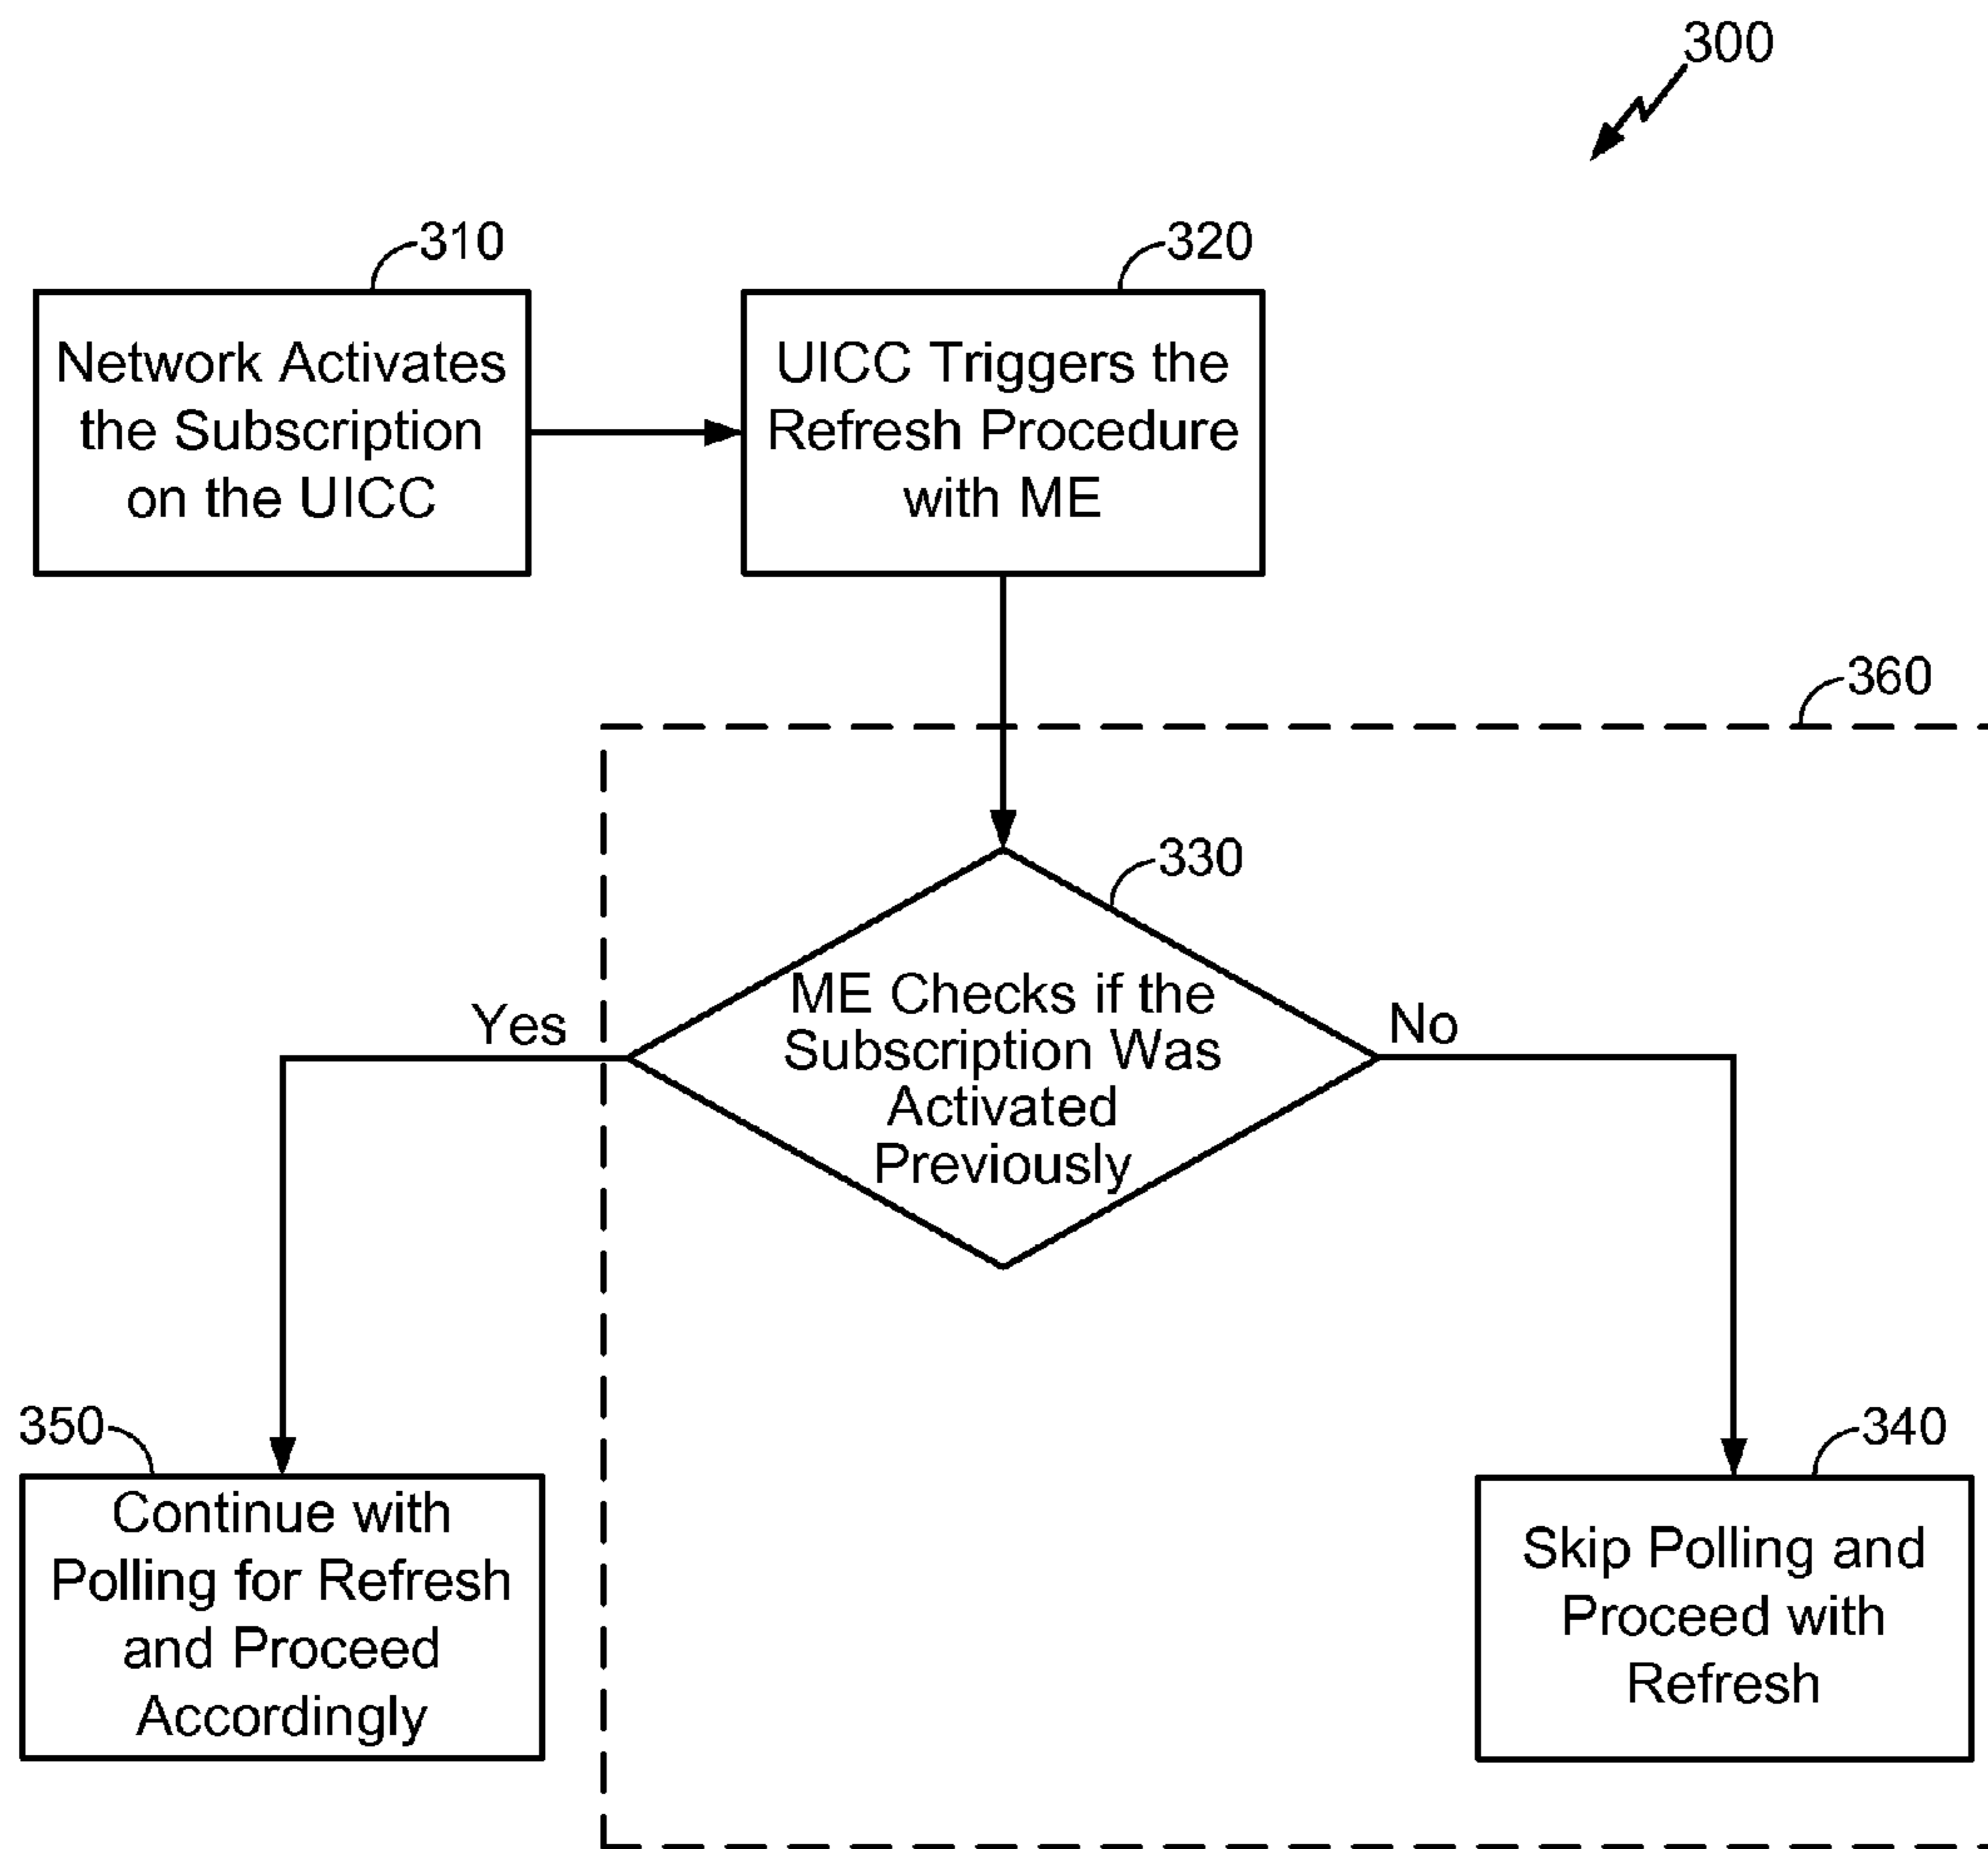 300
310
320
Network Activates
the Subscription
on the UICC
UICC Triggers the
Refresh Procedure
with ME
360
330
ME Checks if the
Subscription Was
Activated
Previously
Yes
No
350
340
Continue with
Polling for Refresh
and Proceed
Accordingly
Skip Polling and
Proceed with
Refresh